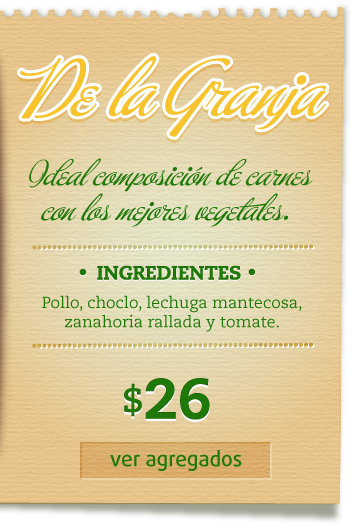 De la Granja
Ideal composición de carnes
con los mejores vegetales.
• INGREDIENTES •
Pollo, choclo, lechuga mantecosa,
zanahoria rallada y tomate.
$26
ver agregados